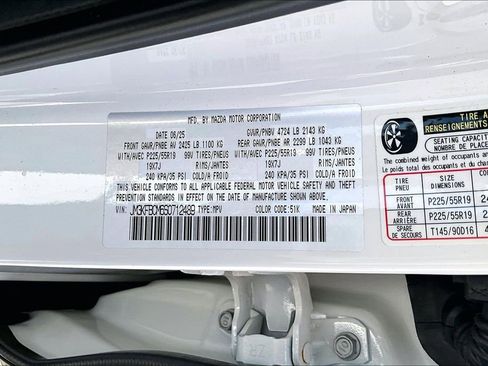 MFD. BY MAZDA MOTOR CORPORATION
DATE 06/25 GVWR/PNBV 4724 LB 2143 KG
FRONT GAWR/PNBE AV 2425 LB 1100 KG REAR GAWR/PNBE AR 2299 LB 1043 KG
WITH/AVEC P225/55R19 99V TIRES/PNEUS WITH/AVEC P225/55R19 99V TIRES/PNEUS
19X7J RIMS/JANTES 19X7J RIMS/JANTES
240 KPA/35 PSI COLD/A FROID 240 KPA/35 PSI COLD/A FROID
THIS VEHICLE CONFORMS TO ALL APPLICABLE FEDERAL MOTOR VEHICLE SAFETY AND
THEFT PREVENTION STANDARDS IN EFFECT ON THE DATE OF MANUFACTURE SHOWN ABOVE.
VIN: TYPE:MPV COLOR CODE: 51K MADE IN JAPAN
TIRE A
RENSEIGNEMENTS
SEATING CAPACITY
NOMBRE DE PLACES
The combined weight of
Le poids total des
TIRE PNEU SIZE DIMENSIONS
FRONT AVANT P225/55R19 24
REAR ARRIÈRE P225/55R19 2
SPARE DE SECOURS T145/90D16 4